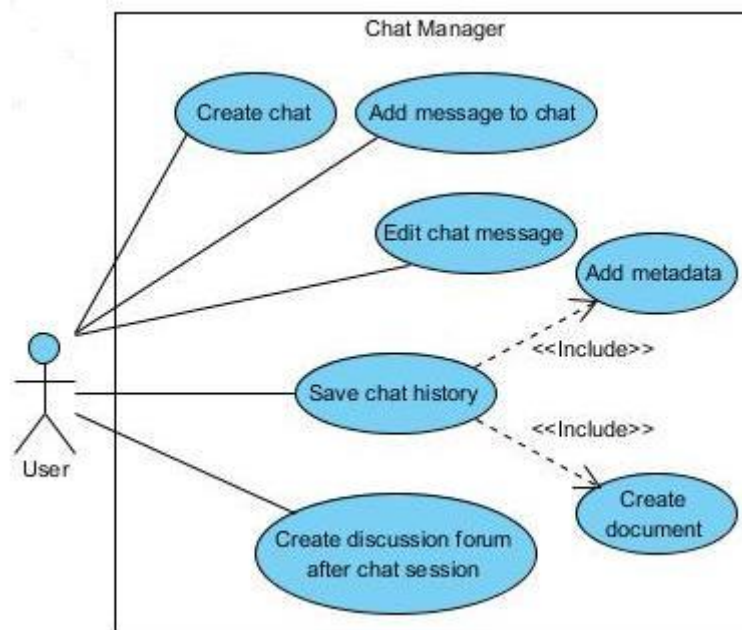 Chat Manager
Create chat
Add message to chat
Edit chat message
Add metadata
<<Include>>
Save chat history
<<Include>>
User
Create
document
Create discussion forum
after chat session